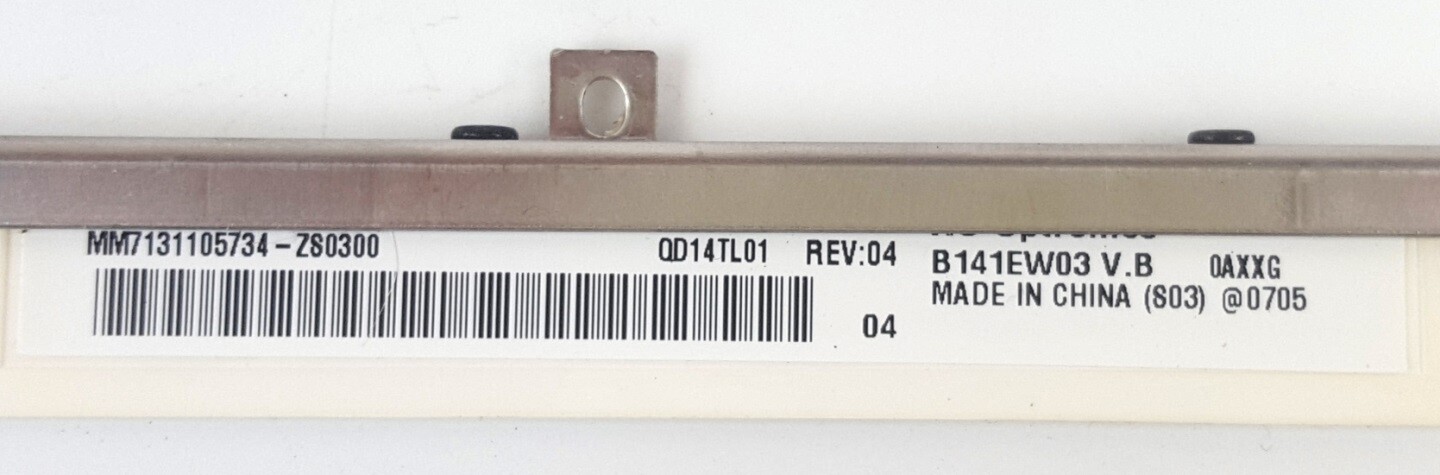 MM7131105734-ZS0300
QD14TL01 REV:04
04
B141EW03 V.B 0AXXG
MADE IN CHINA (S03) @0705